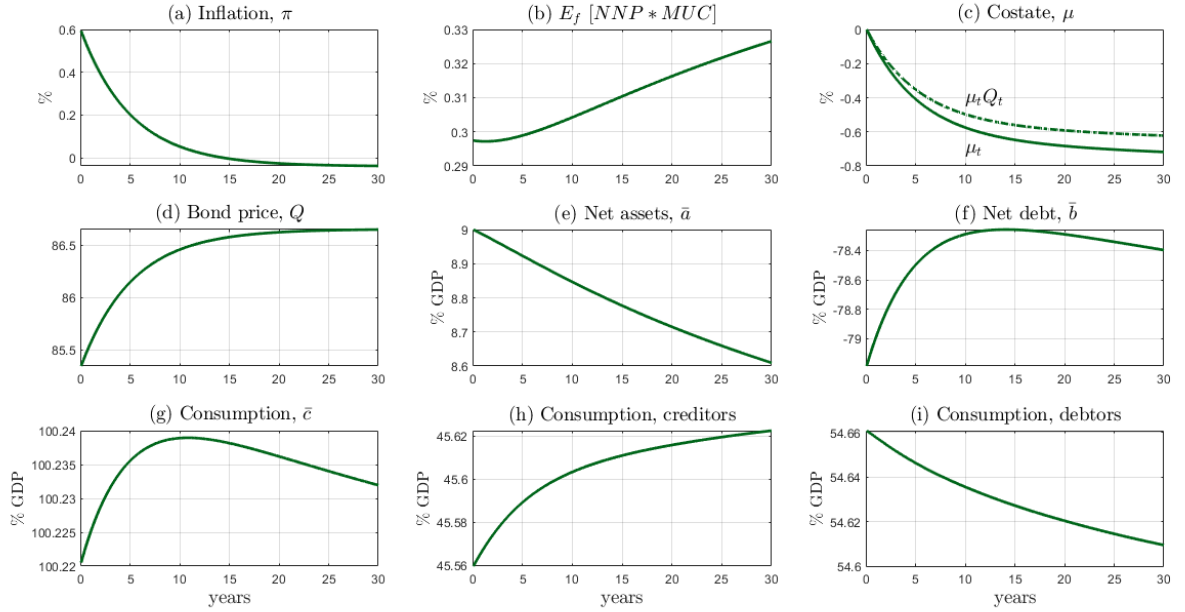 (a) Inflation, π
(b) E_f [NNP * MUC]
(c) Costate, μ
%
0.6
0.4
0.2
0
0 5 10 15 20 25 30
%
0.33
0.32
0.31
0.3
0.29
0 5 10 15 20 25 30
%
0
-0.2
-0.4
-0.6
-0.8
μ_t Q_t
μ_t
0 5 10 15 20 25 30
(d) Bond price, Q
(e) Net assets, ā
(f) Net debt, b̄
86.5
86
85.5
0 5 10 15 20 25 30
% GDP
9
8.9
8.8
8.7
8.6
0 5 10 15 20 25 30
% GDP
-78.4
-78.6
-78.8
-79
0 5 10 15 20 25 30
(g) Consumption, c̄
(h) Consumption, creditors
(i) Consumption, debtors
% GDP
100.24
100.235
100.23
100.225
100.22
0 5 10 15 20 25 30
years
% GDP
45.62
45.6
45.58
45.56
0 5 10 15 20 25 30
years
% GDP
54.66
54.64
54.62
54.6
0 5 10 15 20 25 30
years